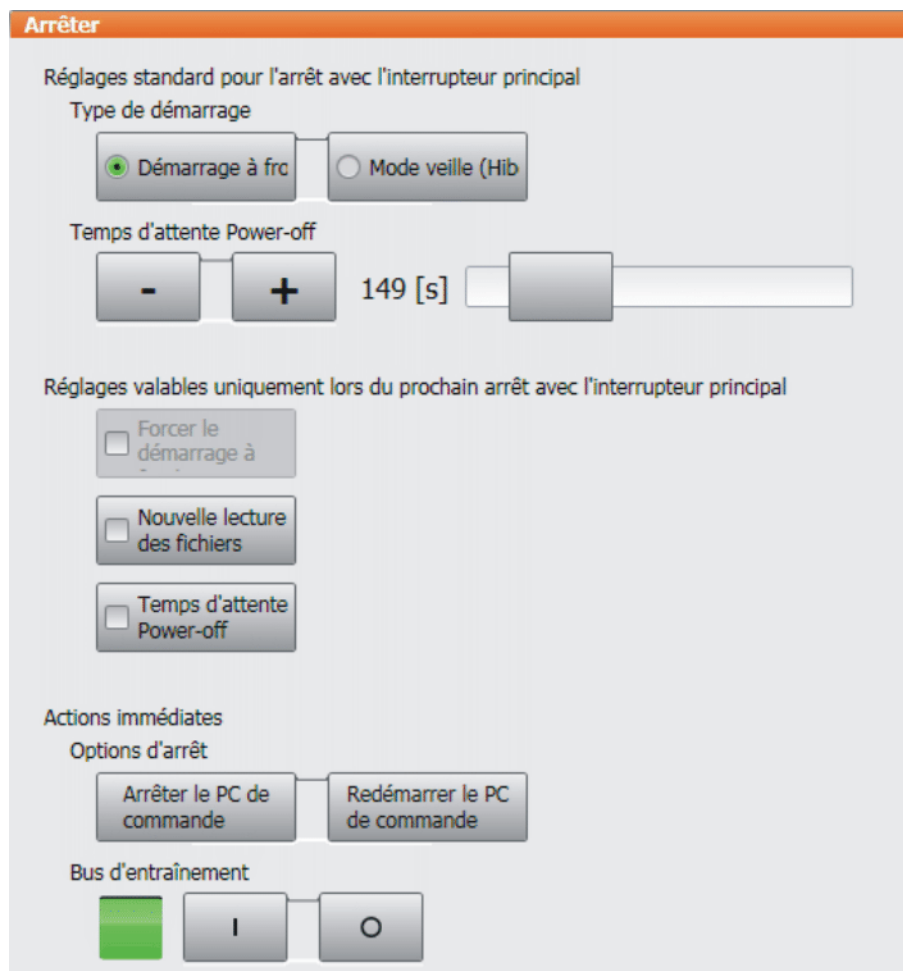 Arrêter
Réglages standard pour l'arrêt avec l'interrupteur principal
Type de démarrage
Démarrage à fro
Mode veille (Hib
Temps d'attente Power-off
- + 149 [s]
Réglages valables uniquement lors du prochain arrêt avec l'interrupteur principal
Forcer le
démarrage à
Nouvelle lecture
des fichiers
Temps d'attente
Power-off
Actions immédiates
Options d'arrêt
Arrêter le PC de
commande
Redémarrer le PC
de commande
Bus d'entraînement
I O